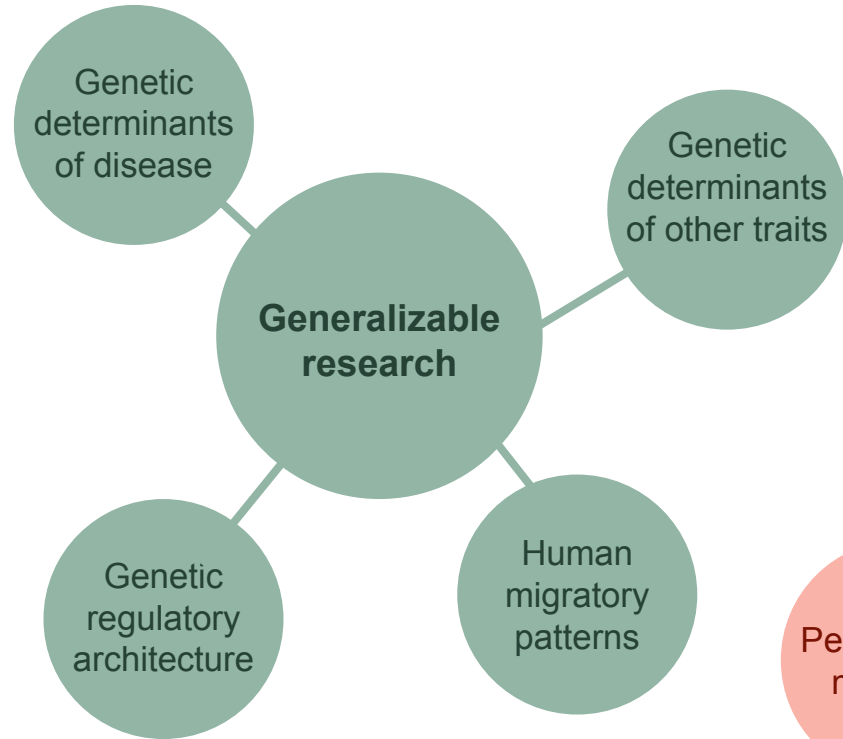 Genetic
determinants
of disease
Genetic
determinants
of other traits
Generalizable
research
Genetic
regulatory
architecture
Human
migratory
patterns